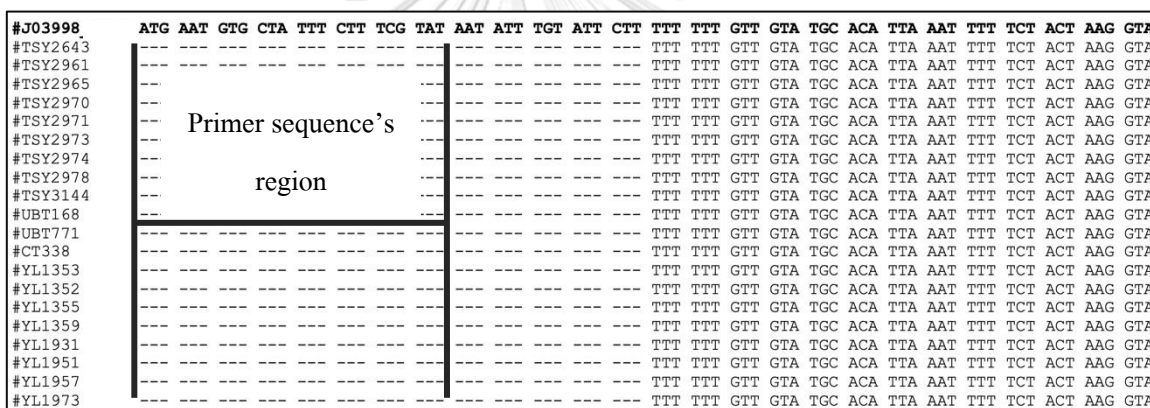 #J03998 ATG AAT GTG CTA TTT CTT TCG TAT AAT ATT TGT ATT CTT TTT TTT GTT GTA TGC ACA TTA AAT TTT TCT ACT AAG GTA
#TSY2643 --- --- --- --- --- --- --- --- --- --- --- --- --- TTT TTT GTT GTA TGC ACA TTA AAT TTT TCT ACT AAG GTA
#TSY2961 --- --- --- --- --- --- --- --- --- --- --- --- --- TTT TTT GTT GTA TGC ACA TTA AAT TTT TCT ACT AAG GTA
#TSY2965 -- --- --- --- --- --- --- TTT TTT GTT GTA TGC ACA TTA AAT TTT TCT ACT AAG GTA
#TSY2970 -- --- --- --- --- --- --- TTT TTT GTT GTA TGC ACA TTA AAT TTT TCT ACT AAG GTA
#TSY2971 -- --- --- --- --- --- --- TTT TTT GTT GTA TGC ACA TTA AAT TTT TCT ACT AAG GTA
Primer sequence's
#TSY2973 -- --- --- --- --- --- --- TTT TTT GTT GTA TGC ACA TTA AAT TTT TCT ACT AAG GTA
#TSY2974 -- --- --- --- --- --- --- TTT TTT GTT GTA TGC ACA TTA AAT TTT TCT ACT AAG GTA
region
#TSY2978 -- --- --- --- --- --- --- TTT TTT GTT GTA TGC ACA TTA AAT TTT TCT ACT AAG GTA
#TSY3144 -- --- --- --- --- --- --- TTT TTT GTT GTA TGC ACA TTA AAT TTT TCT ACT AAG GTA
#UBT168 -- --- --- --- --- --- --- TTT TTT GTT GTA TGC ACA TTA AAT TTT TCT ACT AAG GTA
#UBT771 --- --- --- --- --- --- --- --- --- --- --- --- --- TTT TTT GTT GTA TGC ACA TTA AAT TTT TCT ACT AAG GTA
#CT338 --- --- --- --- --- --- --- --- --- --- --- --- --- TTT TTT GTT GTA TGC ACA TTA AAT TTT TCT ACT AAG GTA
#YL1353 --- --- --- --- --- --- --- --- --- --- --- --- --- TTT TTT GTT GTA TGC ACA TTA AAT TTT TCT ACT AAG GTA
#YL1352 --- --- --- --- --- --- --- --- --- --- --- --- --- TTT TTT GTT GTA TGC ACA TTA AAT TTT TCT ACT AAG GTA
#YL1355 --- --- --- --- --- --- --- --- --- --- --- --- --- TTT TTT GTT GTA TGC ACA TTA AAT TTT TCT ACT AAG GTA
#YL1359 --- --- --- --- --- --- --- --- --- --- --- --- --- TTT TTT GTT GTA TGC ACA TTA AAT TTT TCT ACT AAG GTA
#YL1931 --- --- --- --- --- --- --- --- --- --- --- --- --- TTT TTT GTT GTA TGC ACA TTA AAT TTT TCT ACT AAG GTA
#YL1951 --- --- --- --- --- --- --- --- --- --- --- --- --- TTT TTT GTT GTA TGC ACA TTA AAT TTT TCT ACT AAG GTA
#YL1957 --- --- --- --- --- --- --- --- --- --- --- --- --- TTT TTT GTT GTA TGC ACA TTA AAT TTT TCT ACT AAG GTA
#YL1973 --- --- --- --- --- --- --- --- --- --- --- --- --- TTT TTT GTT GTA TGC ACA TTA AAT TTT TCT ACT AAG GTA